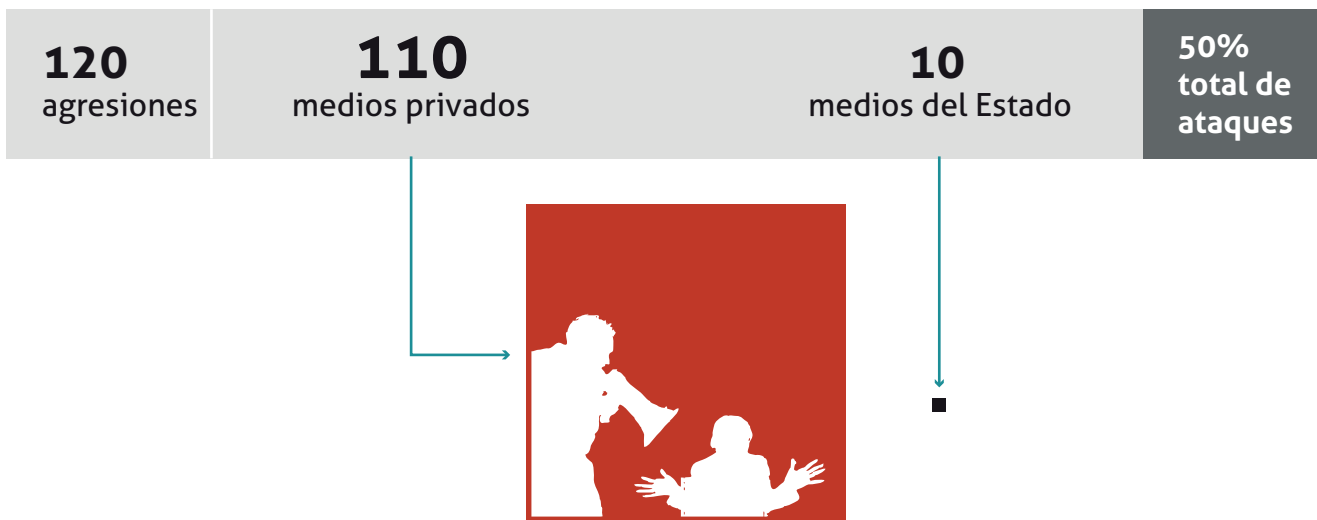 120
agresiones
110
medios privados
10
medios del Estado
50%
total de
ataques